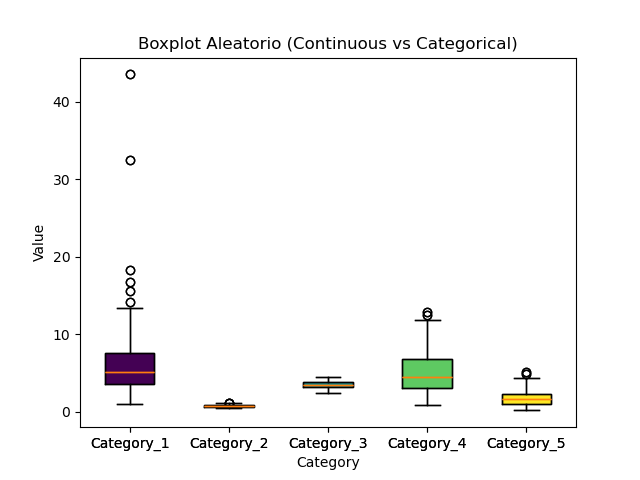 Boxplot Aleatorio (Continuous vs Categorical)
40
30
20
10
0
Value
Category_1 Category_2 Category_3 Category_4 Category_5
Category